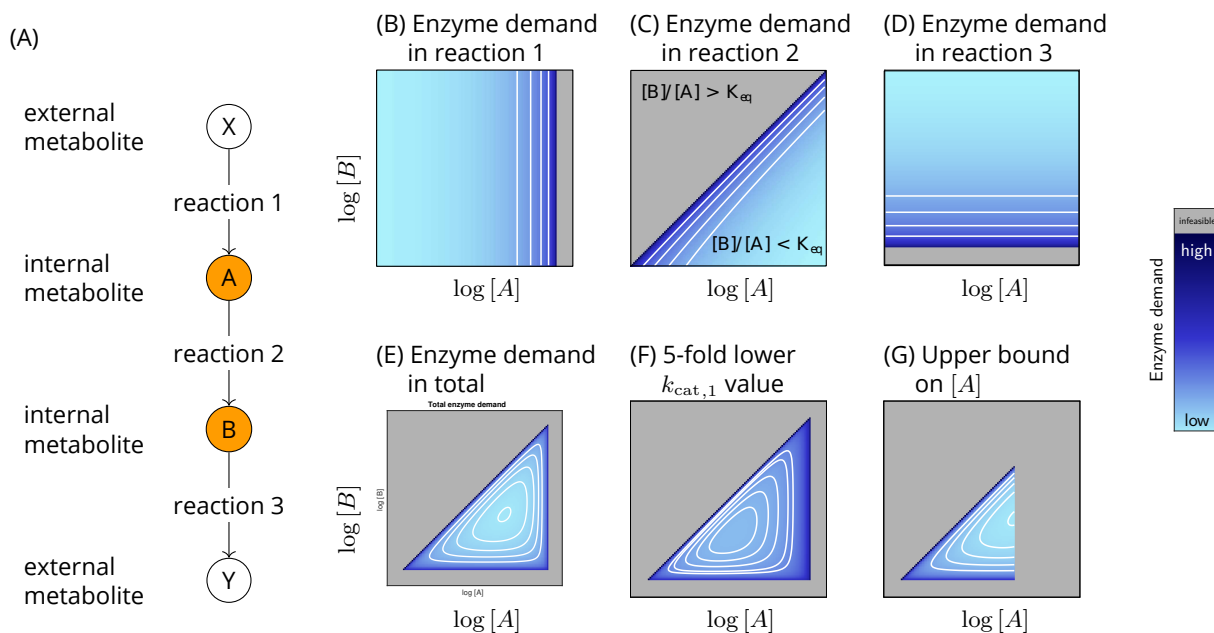 (A)
external
metabolite
X
reaction 1
internal
metabolite
A
reaction 2
internal
metabolite
B
reaction 3
external
metabolite
Y
(B) Enzyme demand
in reaction 1
log [B]
log [A]
(C) Enzyme demand
in reaction 2
[B]/[A] > K_eq
[B]/[A] < K_eq
log [A]
(D) Enzyme demand
in reaction 3
log [A]
(E) Enzyme demand
in total
Total enzyme demand
log [B]
log [B]
log [A]
log [A]
(F) 5-fold lower
k_cat,1 value
log [B]
log [A]
(G) Upper bound
on [A]
log [A]
Enzyme demand
infeasible
high
low